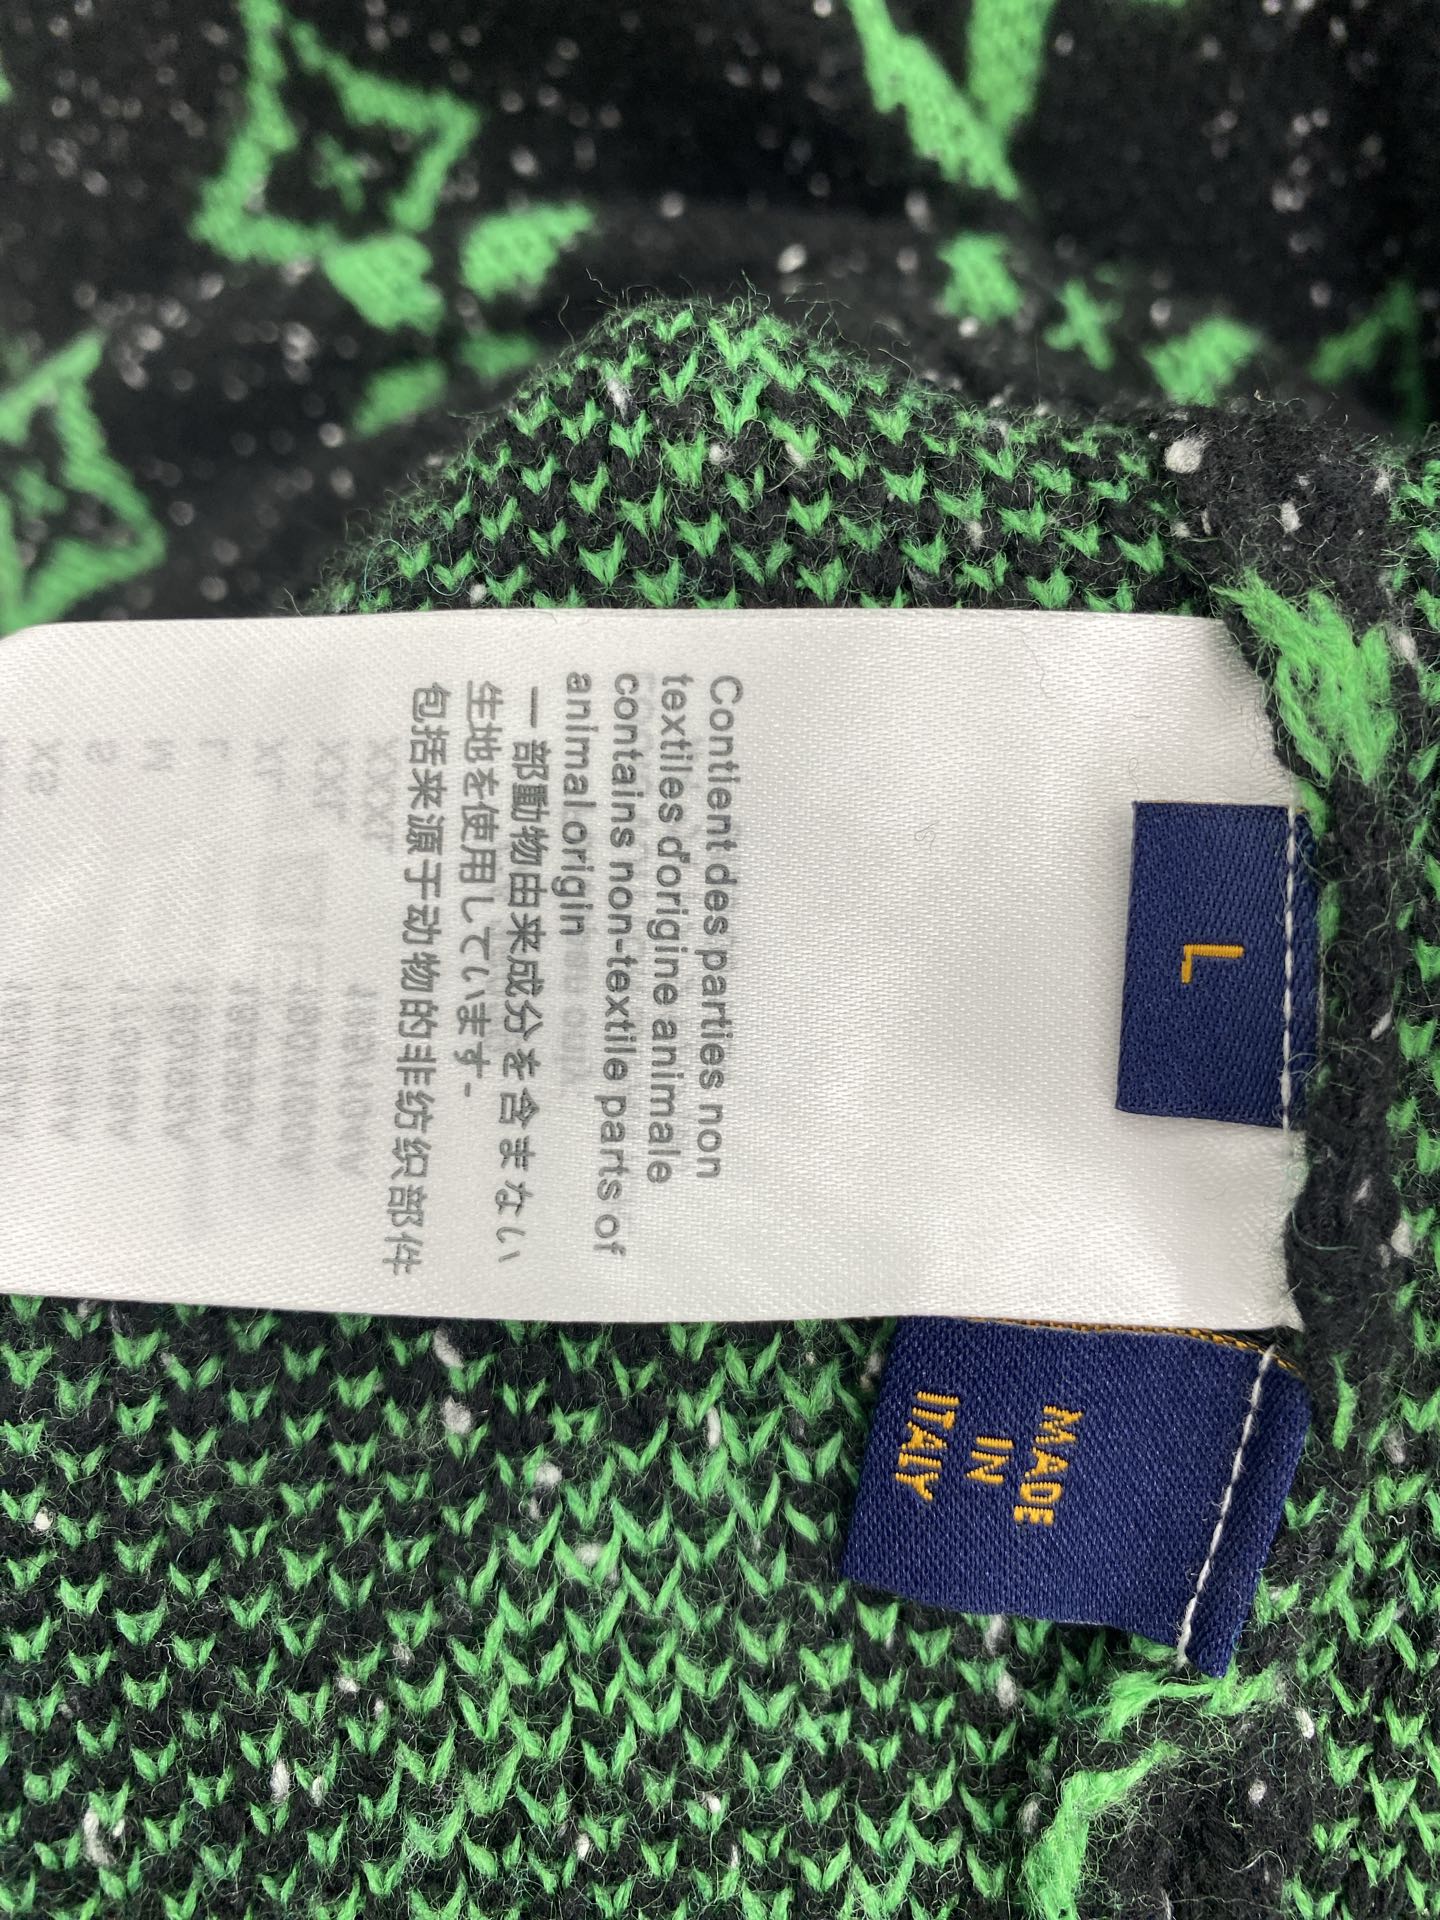 L
Contient des parties non
textiles d'origine animale
contains non-textile parts of
animal origin
一部動物由来成分を含まない
生地を使用しています-
包括来源于动物的非纺织部件
MADE
IN
ITALY